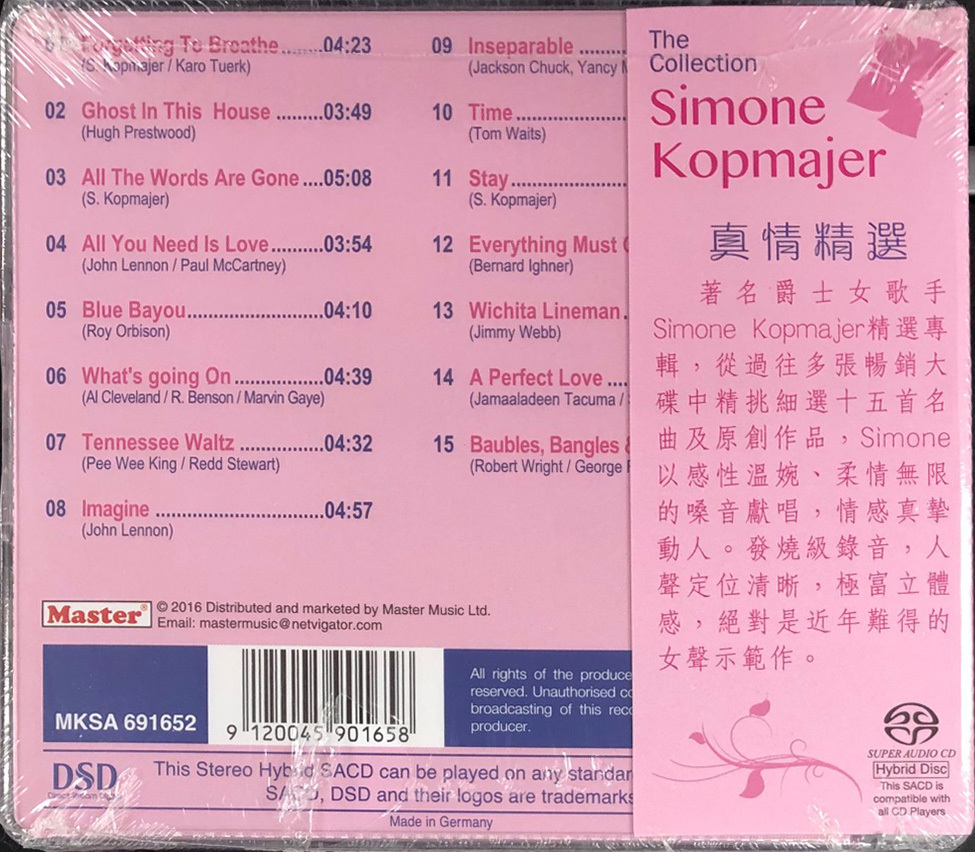 01 Forgetting To Breathe.......04:23
(S. Kopmajer / Karo Tuerk)
02 Ghost In This House .........03:49
(Hugh Prestwood)
03 All The Words Are Gone ....05:08
(S. Kopmajer)
04 All You Need Is Love..........03:54
(John Lennon / Paul McCartney)
05 Blue Bayou..........................04:10
(Roy Orbison)
06 What's going On.................04:39
(Al Cleveland / R. Benson / Marvin Gaye)
07 Tennessee Waltz ................04:32
(Pee Wee King / Redd Stewart)
08 Imagine ................................04:57
(John Lennon)
09 Inseparable .........
(Jackson Chuck, Yancy
10 Time.....................
(Tom Waits)
11 Stay......................
(S. Kopmajer)
12 Everything Must
(Bernard Ighner)
13 Wichita Lineman.
(Jimmy Webb)
14 A Perfect Love ....
(Jamaaladeen Tacuma /
15 Baubles, Bangles &
(Robert Wright / George
Master® © 2016 Distributed and marketed by Master Music Ltd.
Email: mastermusic@netvigator.com
MKSA 691652
9 120045 901658
All rights of the produce
reserved. Unauthorised
broadcasting of this
producer.
DSD
Direct Stream Digital
This Stereo Hybrid SACD can be played on any standar
SACD, DSD and their logos are trademarks
Made in Germany
The
Collection
Simone
Kopmajer
真情精選
著名爵士女歌手
Simone Kopmajer精選專
輯，從過往多張暢銷大
碟中精挑細選十五首名
曲及原創作品，Simone
以感性溫婉、柔情無限
的嗓音獻唱，情感真摯
動人。發燒級錄音，人
聲定位清晰，極富立體
感，絕對是近年難得的
女聲示範作。
SUPER AUDIO CD
Hybrid Disc
This SACD is
compatible with
all CD Players